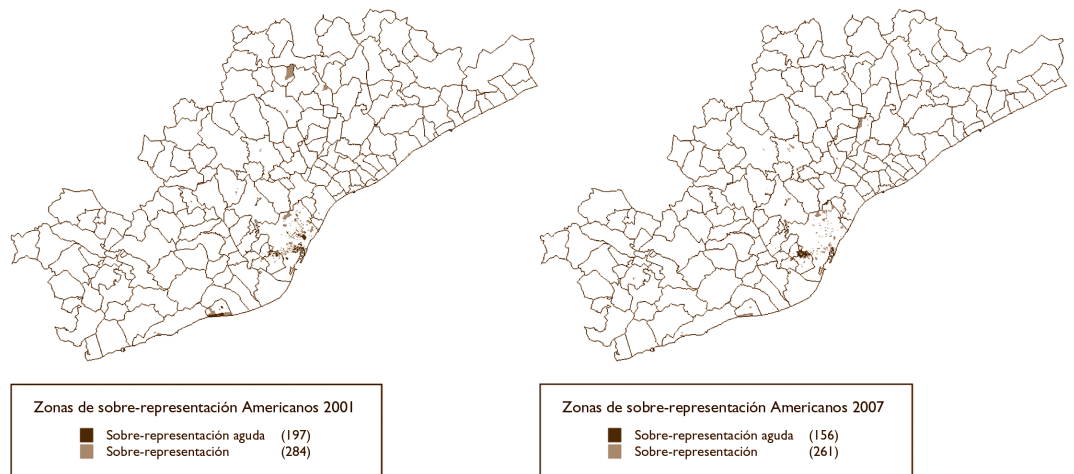 Zonas de sobre-representación Americanos 2001
Sobre-representación aguda (197)
Sobre-representación (284)
Zonas de sobre-representación Americanos 2007
Sobre-representación aguda (156)
Sobre-representación (261)